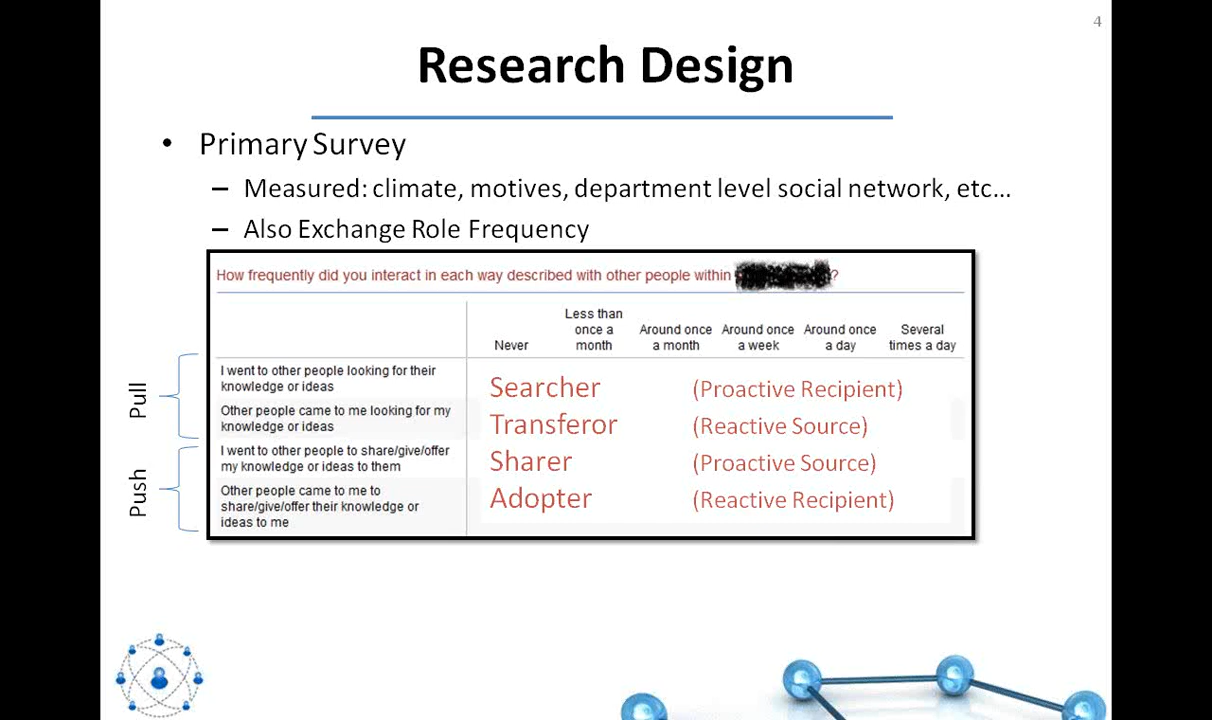 4
Research Design
• Primary Survey
– Measured: climate, motives, department level social network, etc…
– Also Exchange Role Frequency
How frequently did you interact in each way described with other people within ?
Never
Less than once a month
Around once a month
Around once a week
Around once a day
Several times a day
Pull
I went to other people looking for their
knowledge or ideas
Searcher (Proactive Recipient)
Other people came to me looking for my
knowledge or ideas
Transferor (Reactive Source)
Push
I went to other people to share/give/offer
my knowledge or ideas to them
Sharer (Proactive Source)
Other people came to me to
share/give/offer their knowledge or
ideas to me
Adopter (Reactive Recipient)